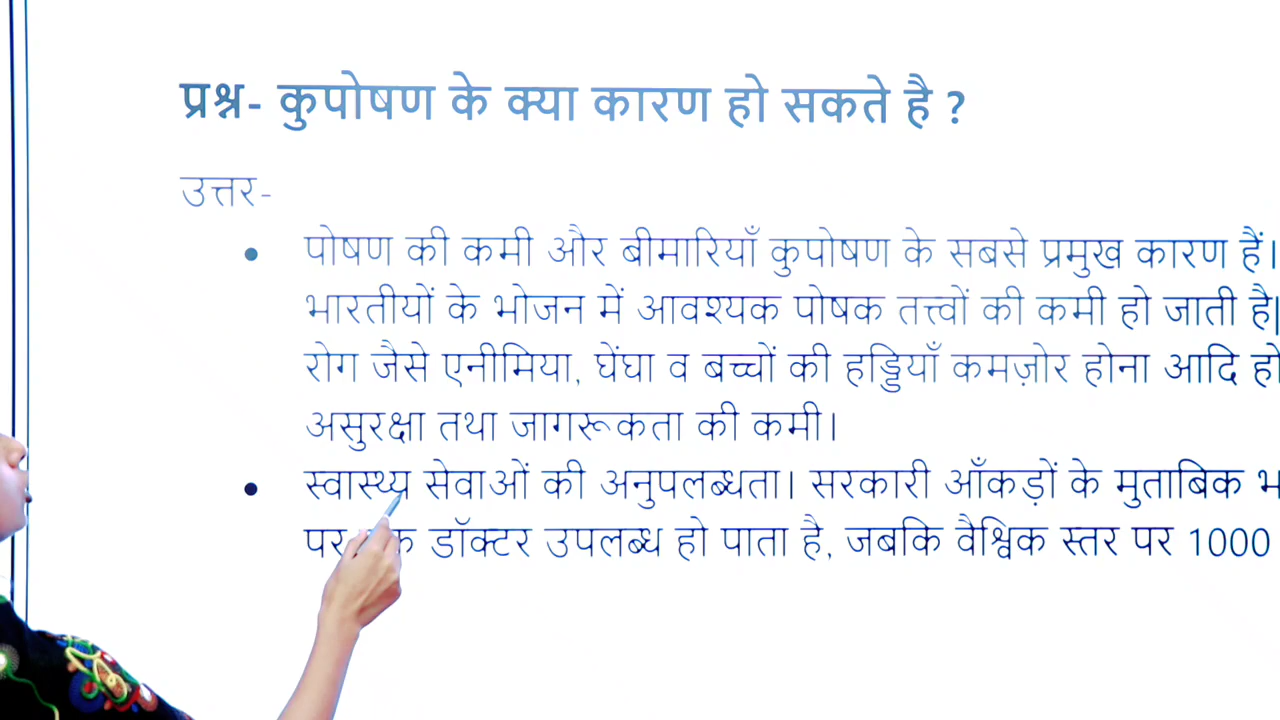 प्रश्न- कुपोषण के क्या कारण हो सकते है ?
उत्तर-
• पोषण की कमी और बीमारियाँ कुपोषण के सबसे प्रमुख कारण हैं।
भारतीयों के भोजन में आवश्यक पोषक तत्त्वों की कमी हो जाती है|
रोग जैसे एनीमिया, घेंघा व बच्चों की हड्डियाँ कमज़ोर होना आदि हो
असुरक्षा तथा जागरूकता की कमी।
• स्वास्थ्य सेवाओं की अनुपलब्धता। सरकारी आँकड़ों के मुताबिक
पर डॉक्टर उपलब्ध हो पाता है, जबकि वैश्विक स्तर पर 1000